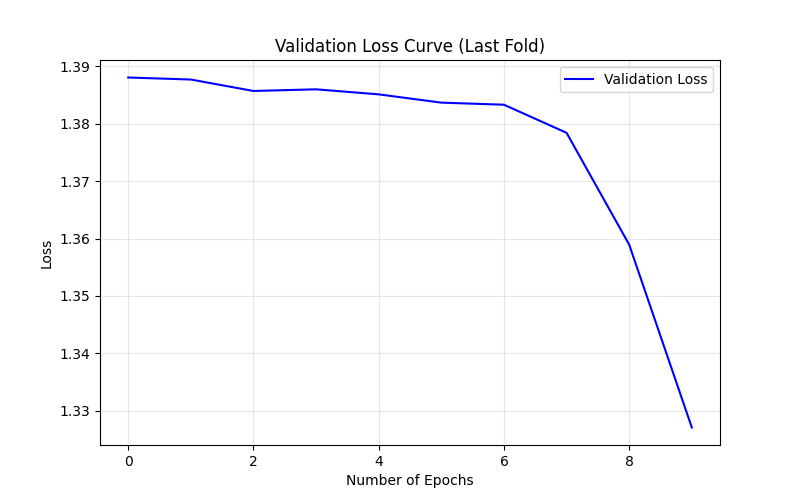 Validation Loss Curve (Last Fold)
Validation Loss
1.39
1.38
1.37
1.36
1.35
1.34
1.33
Loss
0 2 4 6 8
Number of Epochs